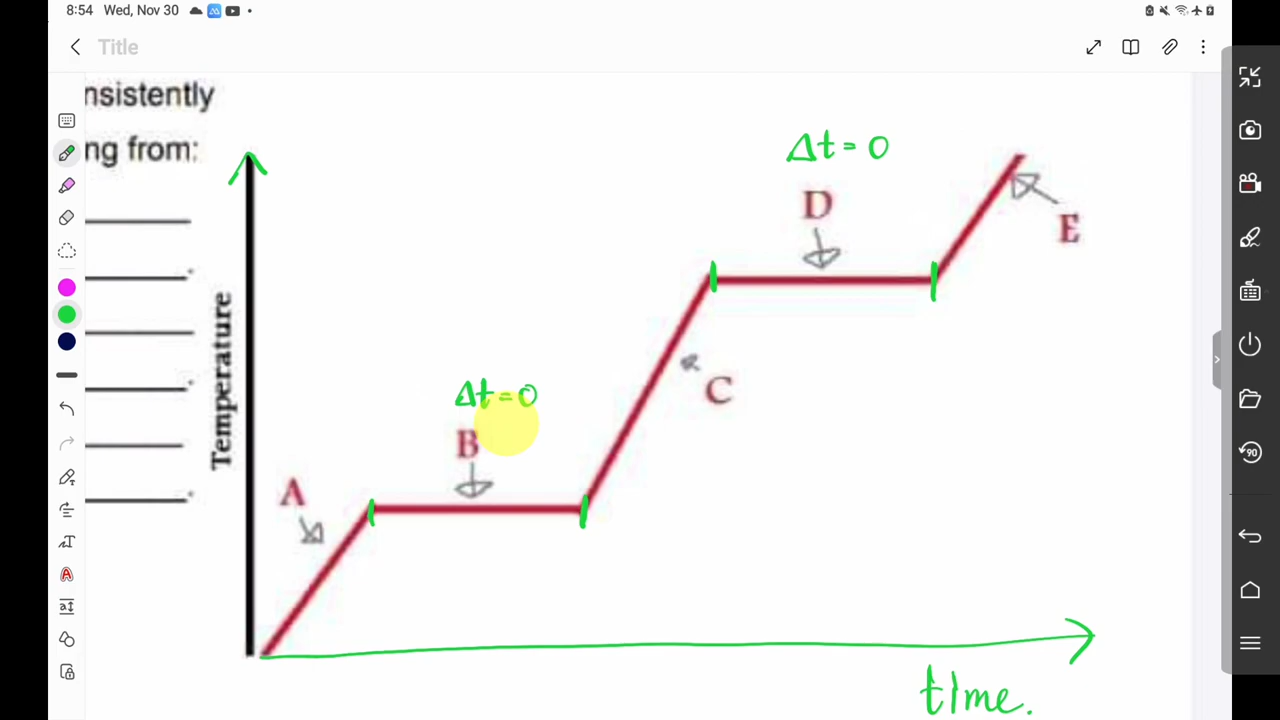 8:54 Wed, Nov 30
Title
nsistently
ng from:
Δt = 0
D
E
Temperature
C
Δt = 0
B
A
time.